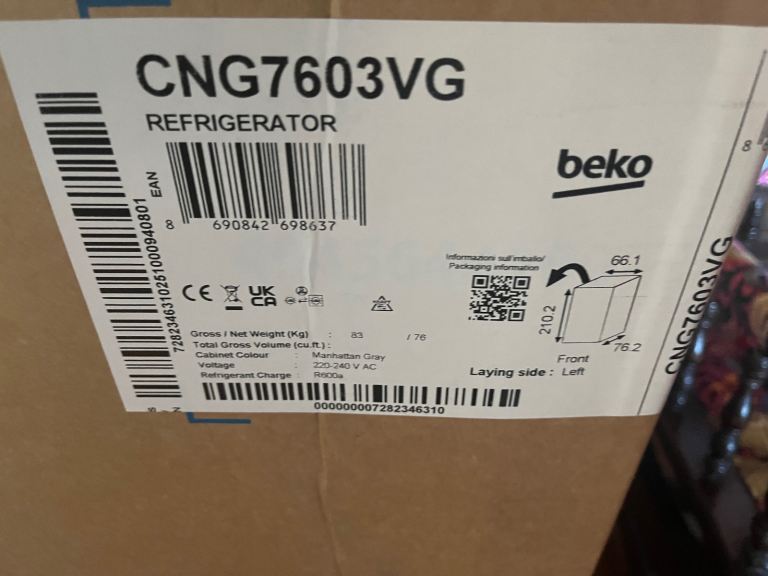 CNG7603VG
REFRIGERATOR
beko
EAN
8 690842 698637
7282346310251000940801
Informazioni sull'imballo/
Packaging information
66.1
210.2
76.2
Front
Laying side : Left
CE
UK
CA
Gross / Net Weight (Kg) : 83 / 76
Total Gross Volume (cu.ft.) :
Cabinet Colour : Manhattan Gray
Voltage : 220-240 V AC
Refrigerant Charge : R600a
000000007282346310
CNG7603VG
8